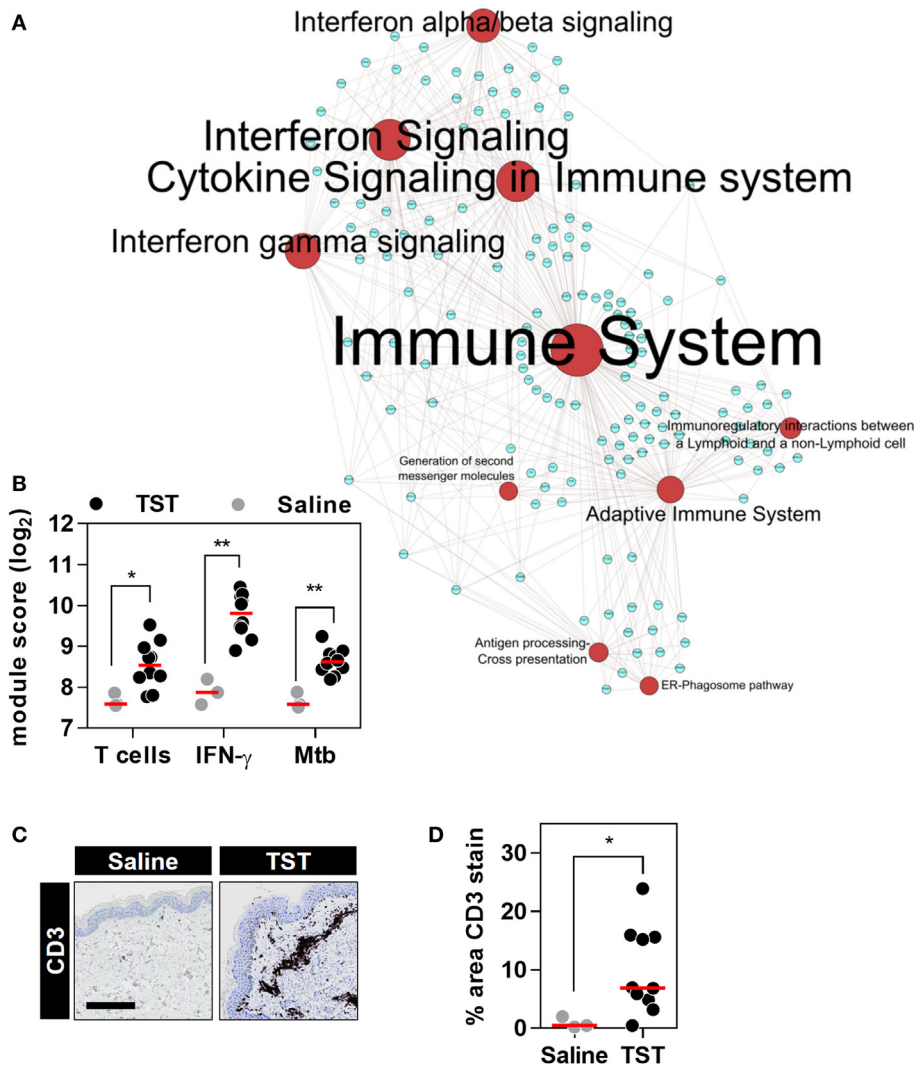 A
Interferon alpha/beta signaling
Interferon Signaling
Cytokine Signaling in Immune system
Interferon gamma signaling
Immune System
Immunoregulatory interactions between
a Lymphoid and a non-Lymphoid cell
Generation of second
messenger molecules
Adaptive Immune System
Antigen processing-
Cross presentation
ER-Phagosome pathway
B
TST Saline
module score (log2)
12
11
10
9
8
7
* ** **
T cells IFN-γ Mtb
C
Saline TST
CD3
D
% area CD3 stain
30
20
10
0
*
Saline TST